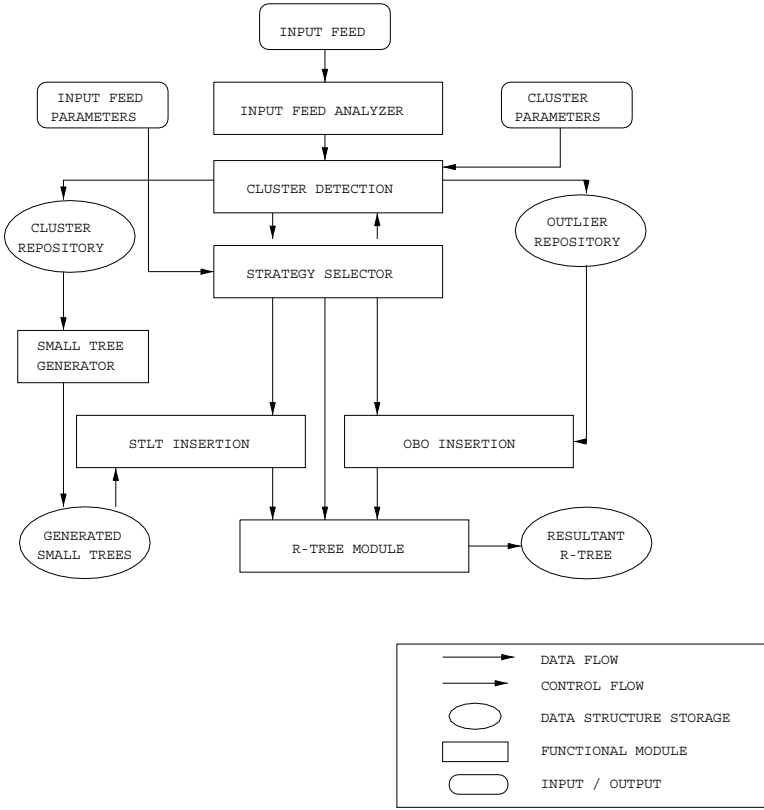 INPUT FEED
INPUT FEED
PARAMETERS
INPUT FEED ANALYZER
CLUSTER
PARAMETERS
CLUSTER DETECTION
CLUSTER
REPOSITORY
OUTLIER
REPOSITORY
STRATEGY SELECTOR
SMALL TREE
GENERATOR
STLT INSERTION
OBO INSERTION
GENERATED
SMALL TREES
R-TREE MODULE
RESULTANT
R-TREE
DATA FLOW
CONTROL FLOW
DATA STRUCTURE STORAGE
FUNCTIONAL MODULE
INPUT / OUTPUT